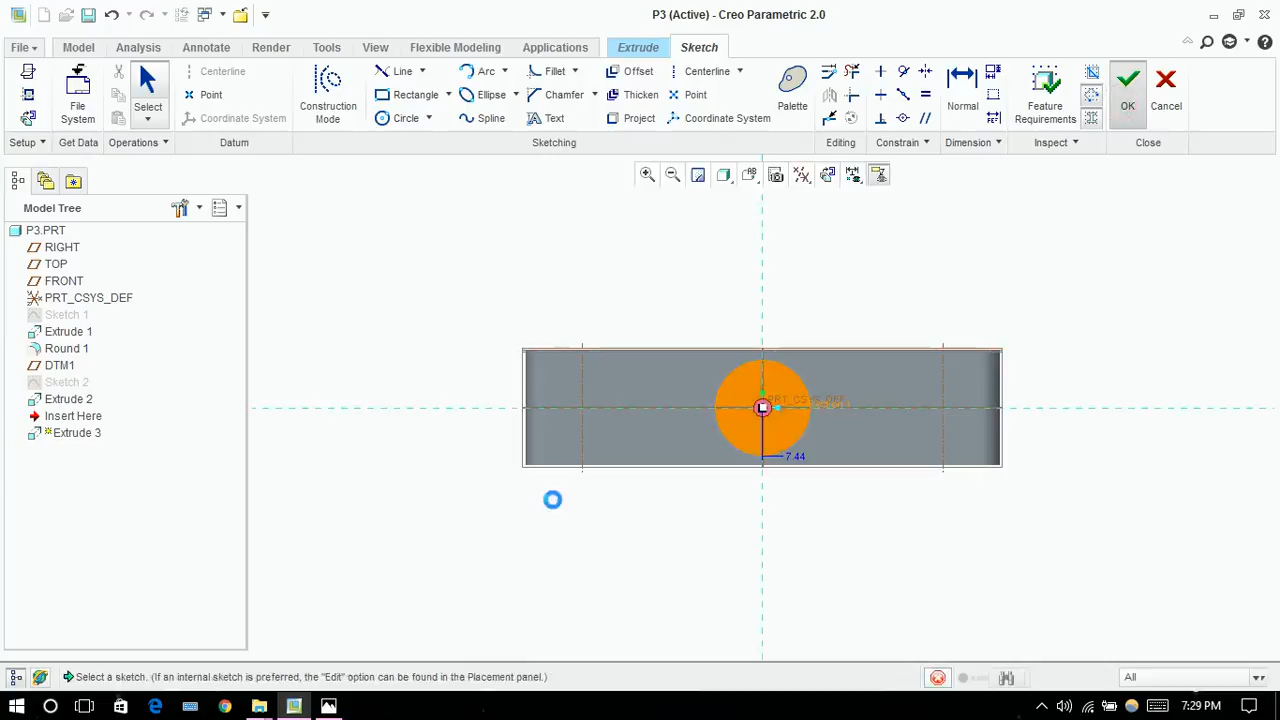 P3 (Active) - Creo Parametric 2.0
File Model Analysis Annotate Render Tools View Flexible Modeling Applications Extrude Sketch
Centerline Line Arc Fillet Offset Centerline
Point Rectangle Ellipse Chamfer Thicken Point
Coordinate System Circle Spline Text Project Coordinate System
File System Select Construction Mode Palette Normal Feature Requirements OK Cancel
Setup Get Data Operations Datum Sketching Editing Constrain Dimension Inspect Close
Model Tree
P3.PRT
RIGHT
TOP
FRONT
PRT_CSYS_DEF
Sketch 1
Extrude 1
Round 1
DTM1
Sketch 2
Extrude 2
Insert Here
Extrude 3
PRT_CSYS_DEF
7.44
Select a sketch. (If an internal sketch is preferred, the "Edit" option can be found in the Placement panel.)
All
7:29 PM